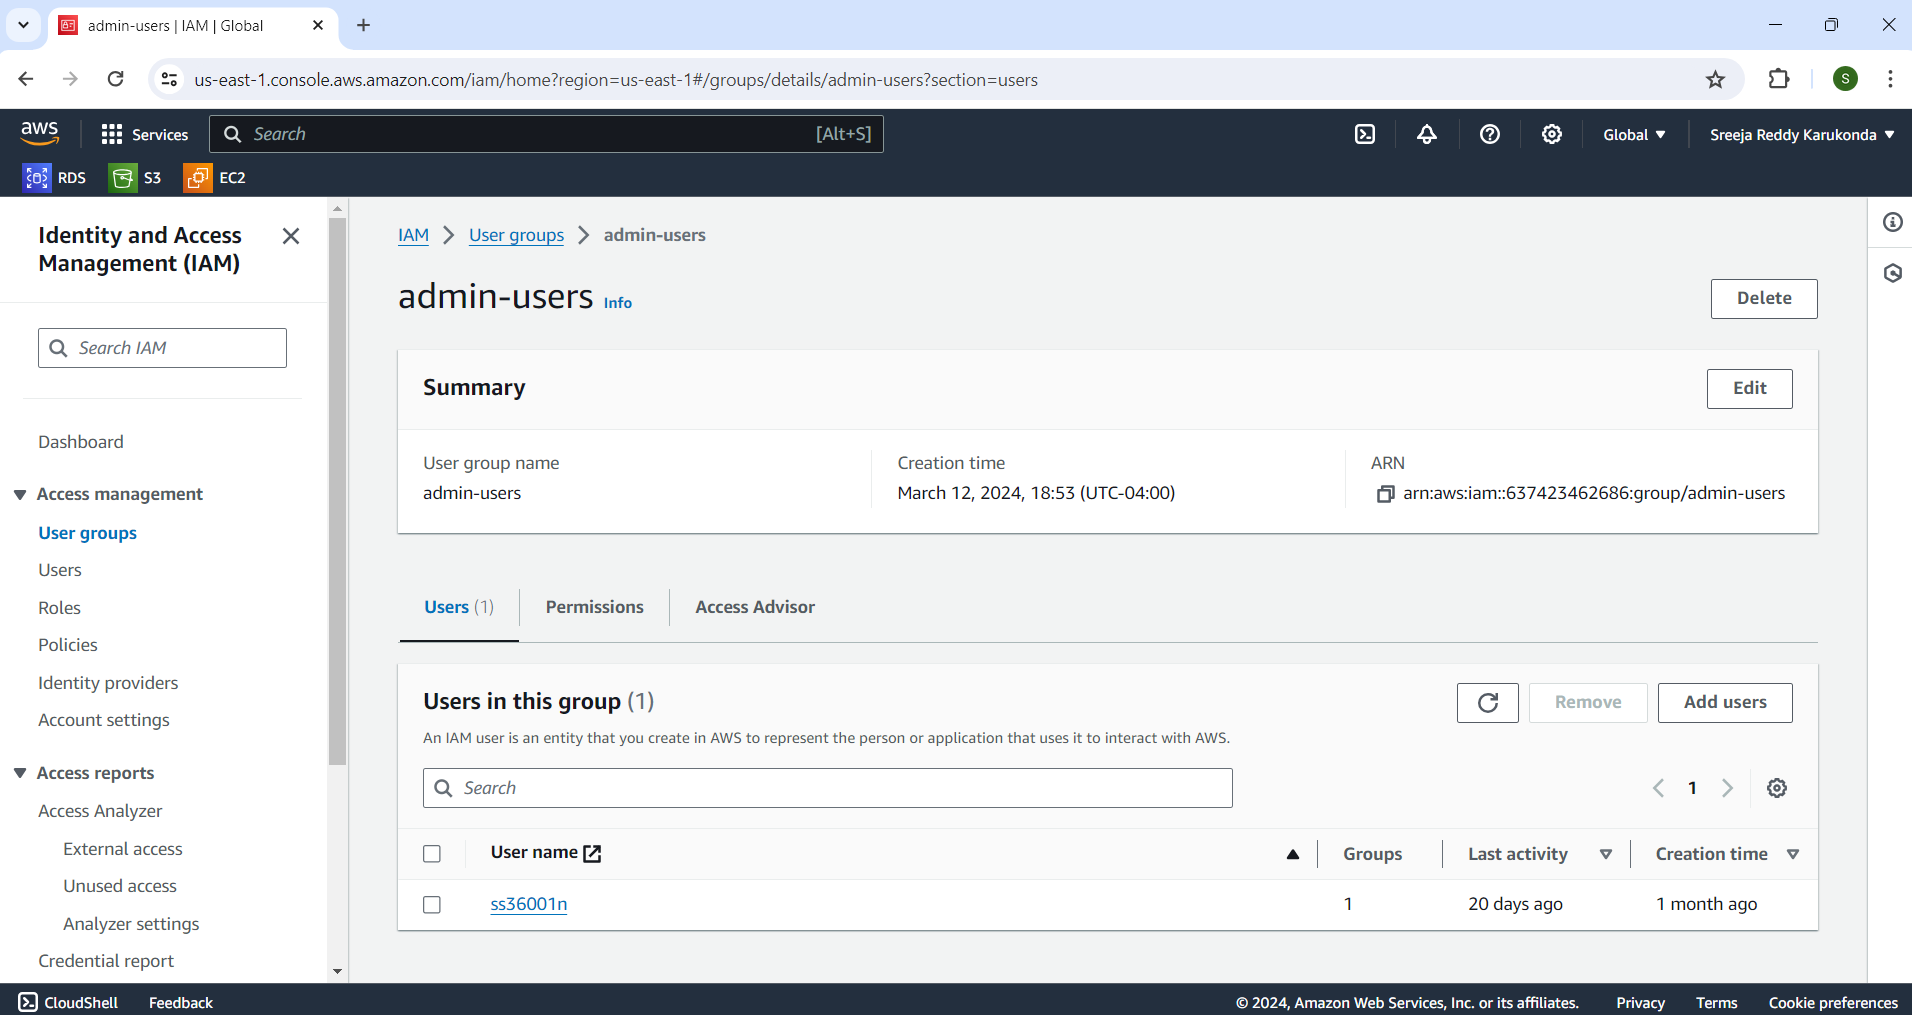 admin-users | IAM | Global
us-east-1.console.aws.amazon.com/iam/home?region=us-east-1#/groups/details/admin-users?section=users
S
aws
Services
Search
[Alt+S]
Global
Sreeja Reddy Karukonda
RDS
S3
EC2
Identity and Access
Management (IAM)
Search IAM
Dashboard
Access management
User groups
Users
Roles
Policies
Identity providers
Account settings
Access reports
Access Analyzer
External access
Unused access
Analyzer settings
Credential report
IAM
User groups
admin-users
admin-users Info
Delete
Summary
Edit
User group name
admin-users
Creation time
March 12, 2024, 18:53 (UTC-04:00)
ARN
arn:aws:iam::637423462686:group/admin-users
Users (1)
Permissions
Access Advisor
Users in this group (1)
Remove
Add users
An IAM user is an entity that you create in AWS to represent the person or application that uses it to interact with AWS.
Search
1
User name
Groups
Last activity
Creation time
ss36001n
1
20 days ago
1 month ago
CloudShell
Feedback
© 2024, Amazon Web Services, Inc. or its affiliates.
Privacy
Terms
Cookie preferences